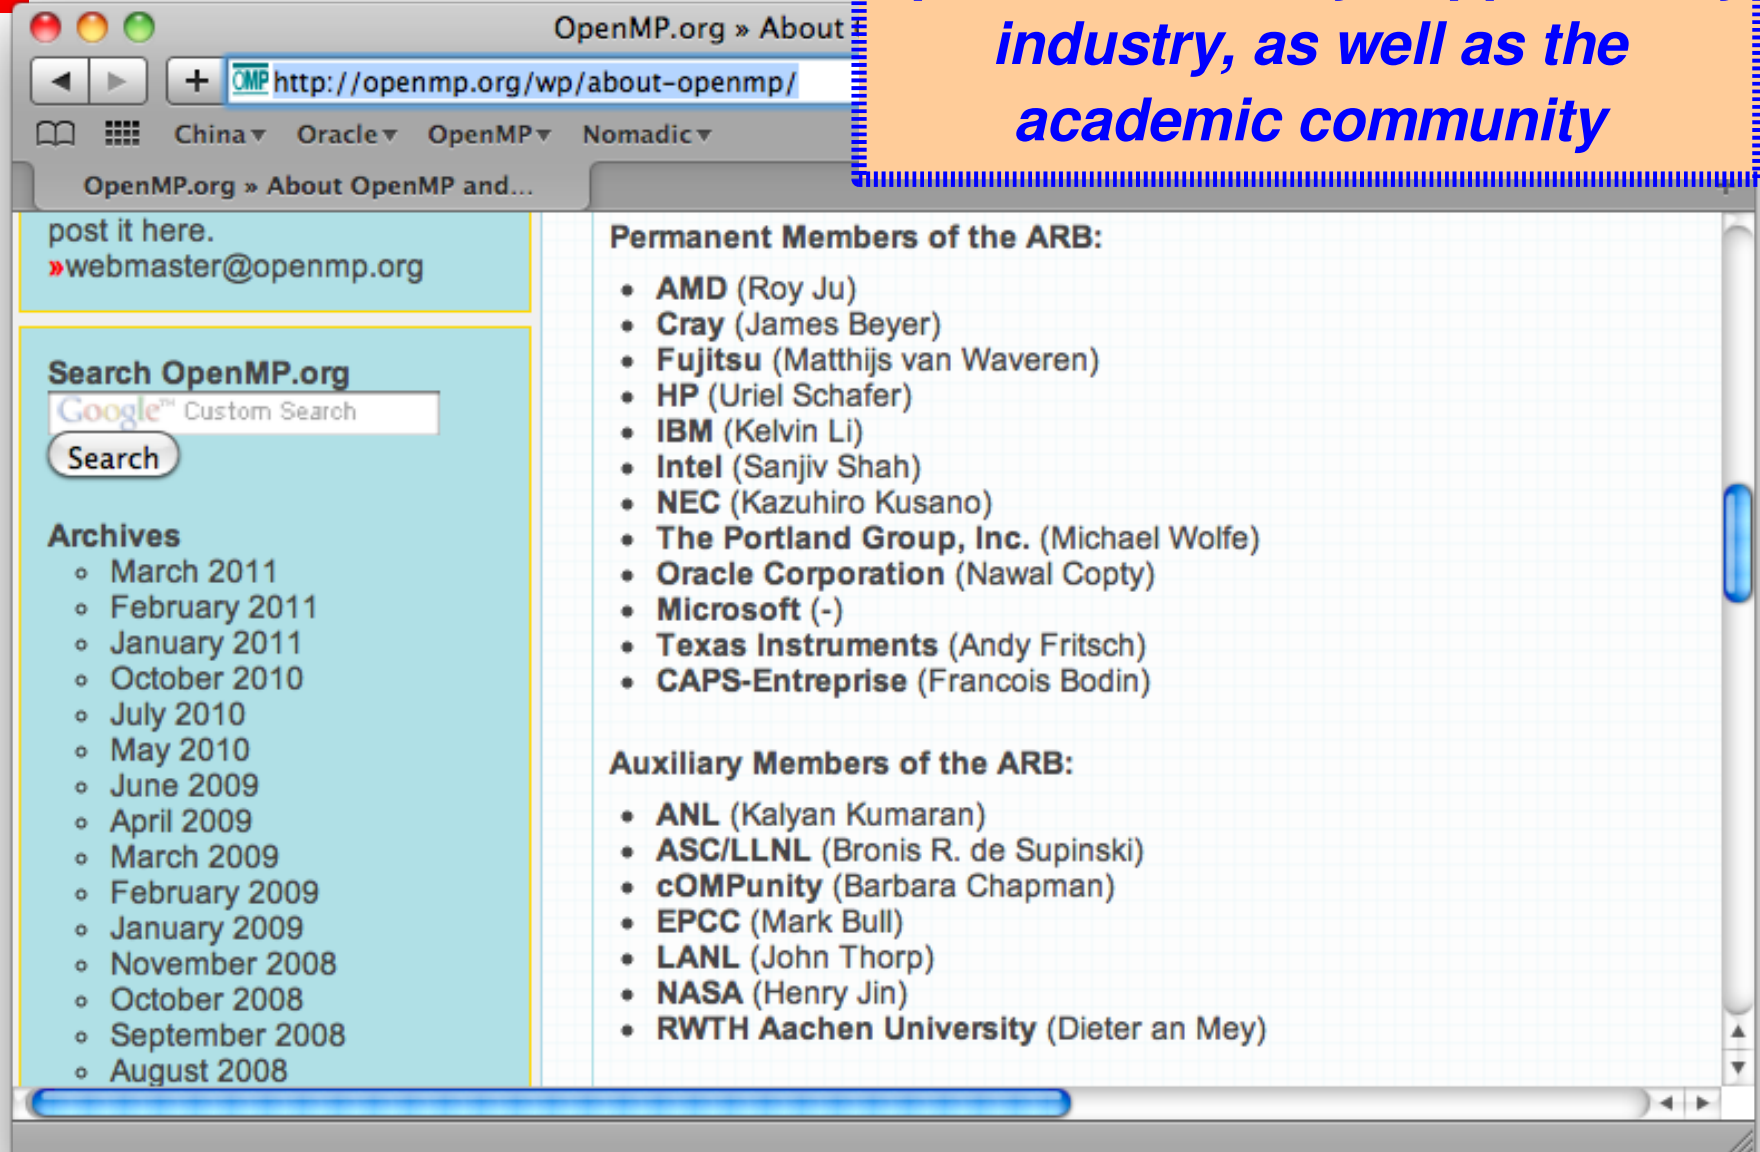 OpenMP.org » About
industry, as well as the
academic community
http://openmp.org/wp/about-openmp/
China Oracle OpenMP Nomadic
OpenMP.org » About OpenMP and...
post it here.
»webmaster@openmp.org
Search OpenMP.org
Google™ Custom Search
Search
Archives
March 2011
February 2011
January 2011
October 2010
July 2010
May 2010
June 2009
April 2009
March 2009
February 2009
January 2009
November 2008
October 2008
September 2008
August 2008
Permanent Members of the ARB:
AMD (Roy Ju)
Cray (James Beyer)
Fujitsu (Matthijs van Waveren)
HP (Uriel Schafer)
IBM (Kelvin Li)
Intel (Sanjiv Shah)
NEC (Kazuhiro Kusano)
The Portland Group, Inc. (Michael Wolfe)
Oracle Corporation (Nawal Copty)
Microsoft (-)
Texas Instruments (Andy Fritsch)
CAPS-Entreprise (Francois Bodin)
Auxiliary Members of the ARB:
ANL (Kalyan Kumaran)
ASC/LLNL (Bronis R. de Supinski)
cOMPunity (Barbara Chapman)
EPCC (Mark Bull)
LANL (John Thorp)
NASA (Henry Jin)
RWTH Aachen University (Dieter an Mey)